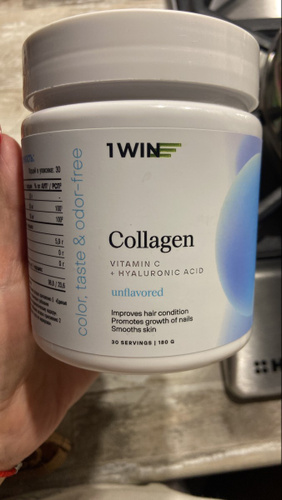 1WIN
Collagen
VITAMIN C
+ HYALURONIC ACID
unflavored
Improves hair condition
Promotes growth of nails
Smooths skin
30 SERVINGS | 180 G
color, taste & odor-free